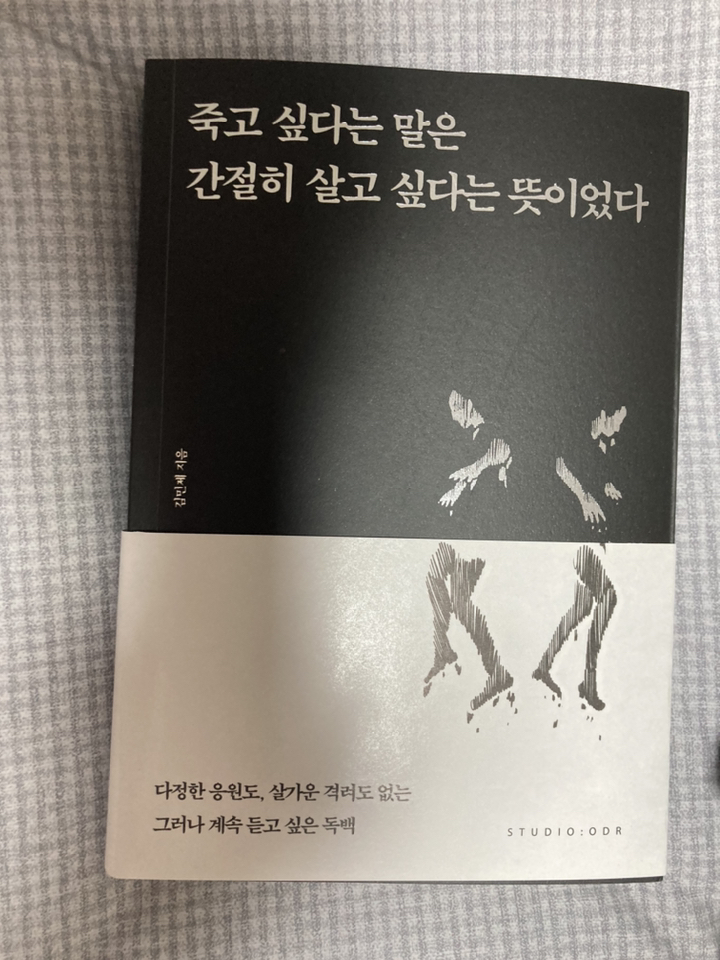 죽고 싶다는 말은
간절히 살고 싶다는 뜻이었다
김민제 지음
다정한 응원도, 살가운 격려도 없는
그러나 계속 듣고 싶은 독백
STUDIO:ODR